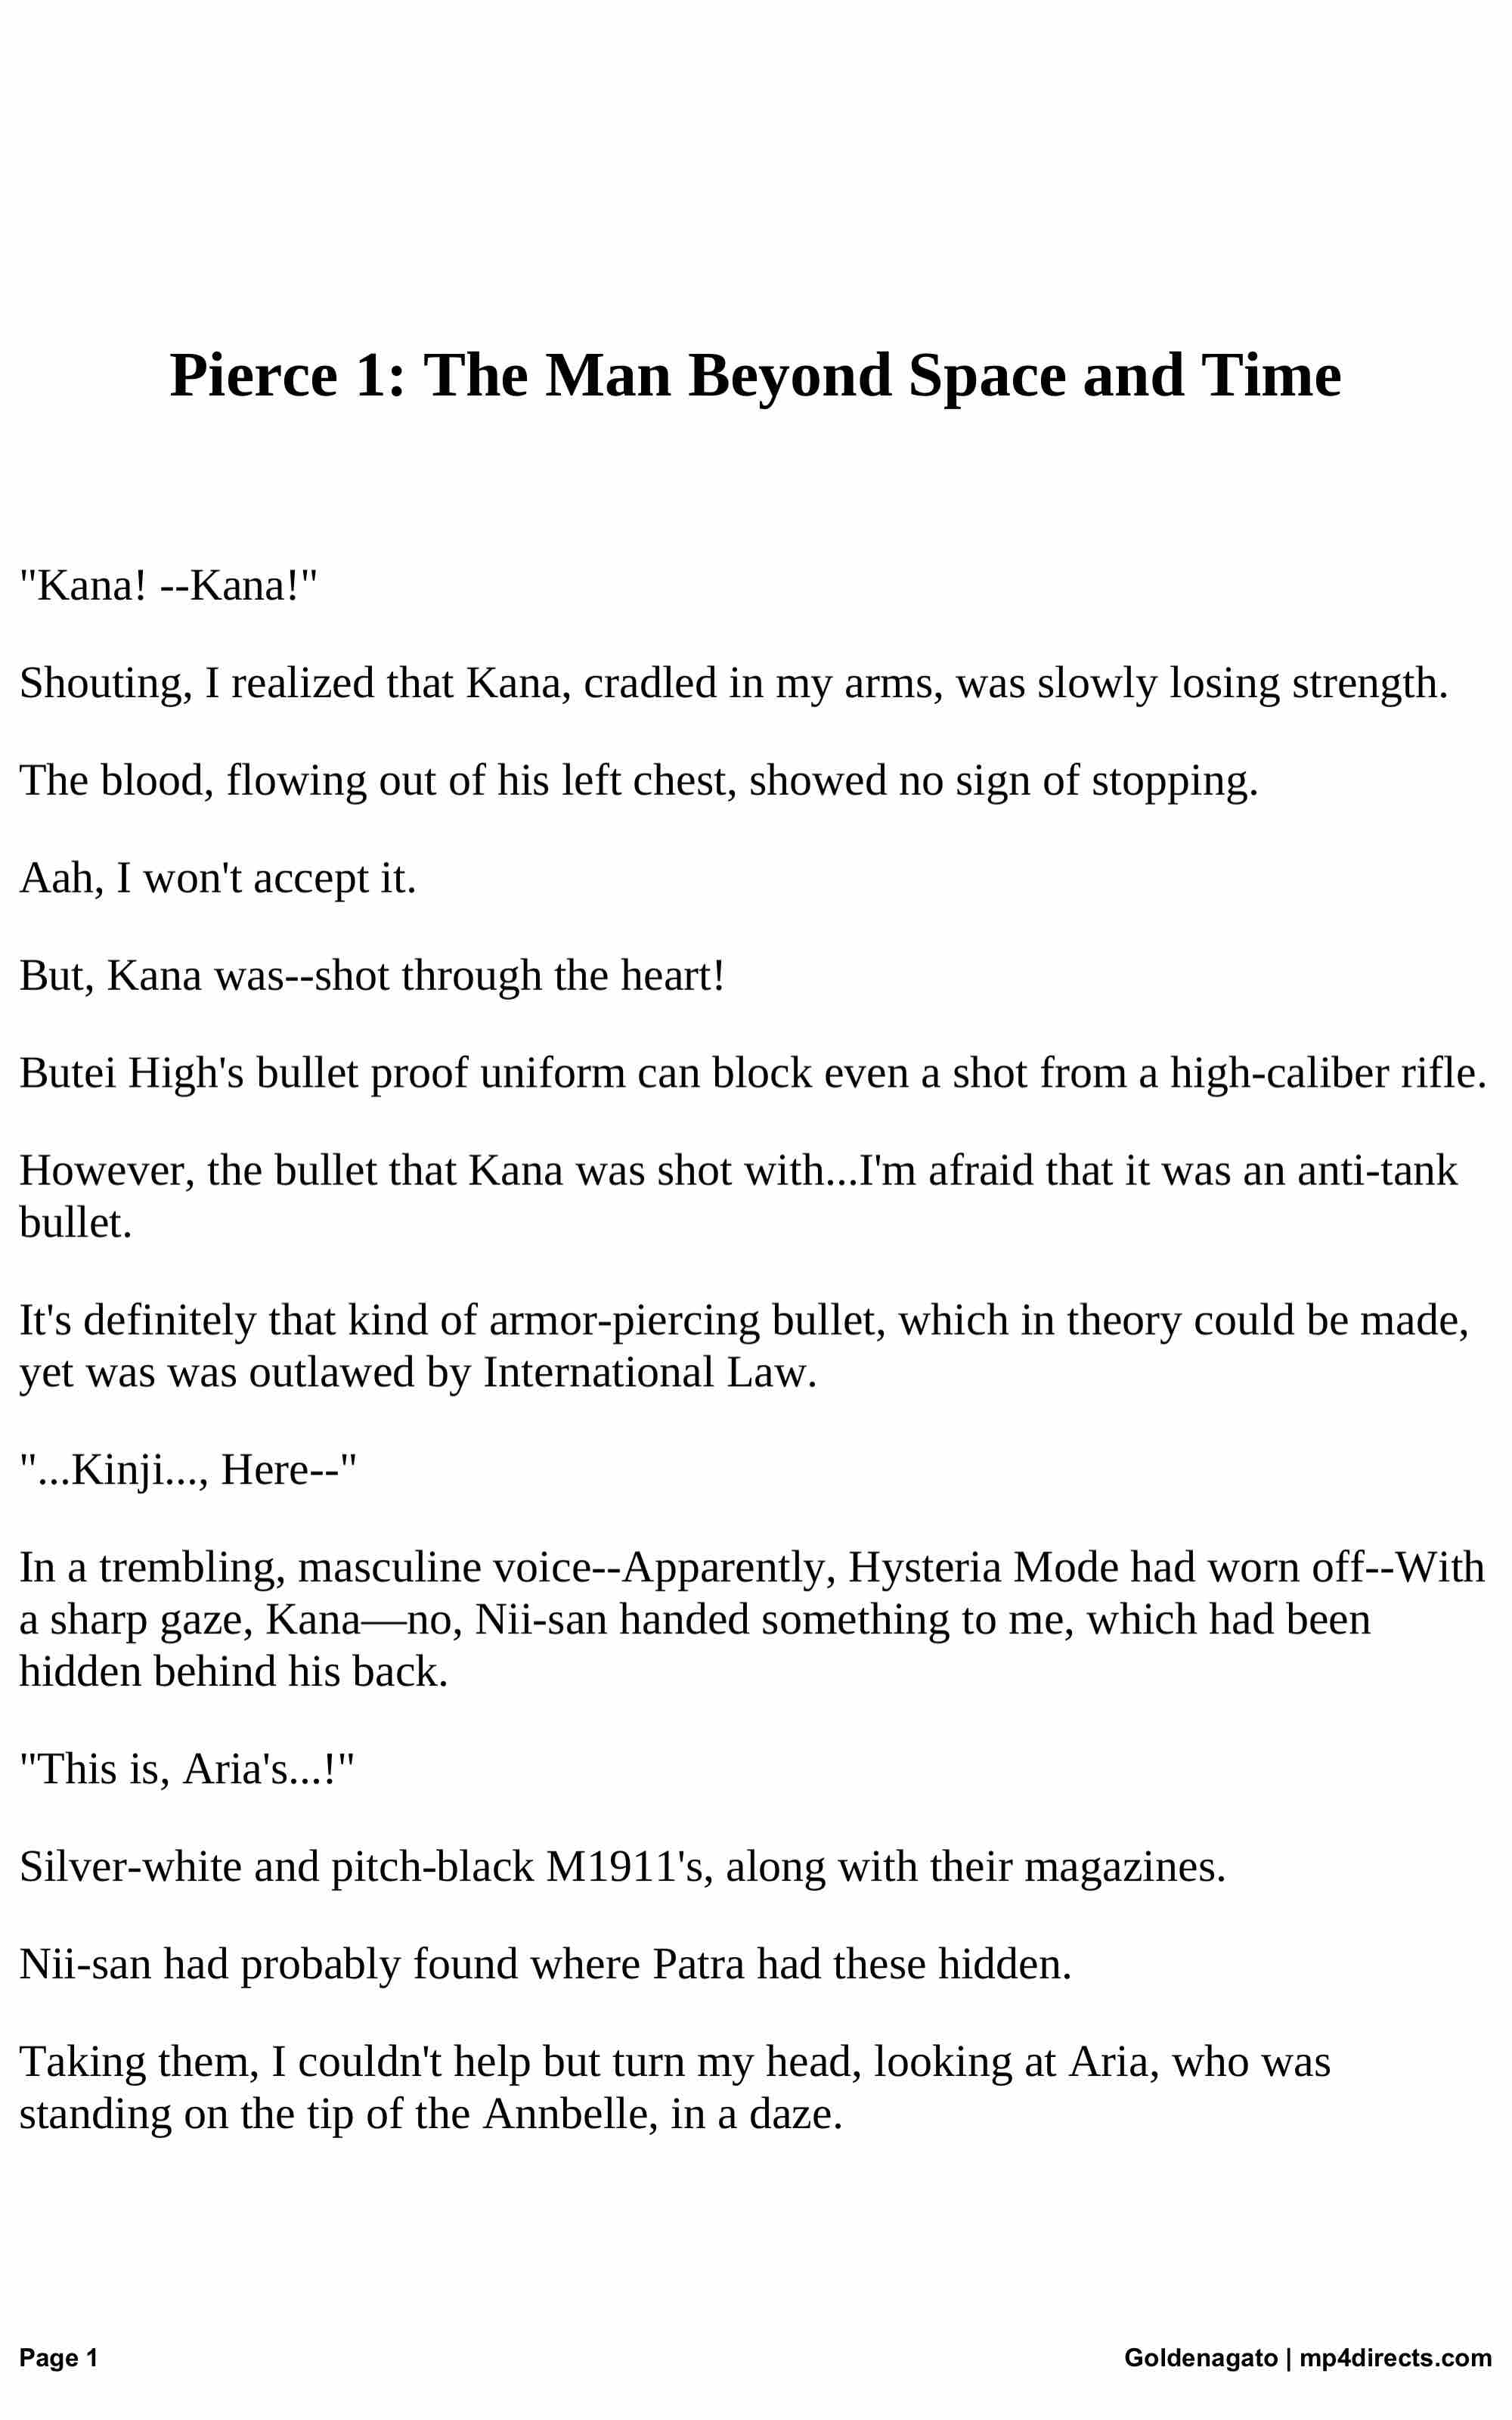 Pierce 1: The Man Beyond Space and Time
"Kana! --Kana!"
Shouting, I realized that Kana, cradled in my arms, was slowly losing strength.
The blood, flowing out of his left chest, showed no sign of stopping.
Aah, I won't accept it.
But, Kana was--shot through the heart!
Butei High's bullet proof uniform can block even a shot from a high-caliber rifle.
However, the bullet that Kana was shot with...I'm afraid that it was an anti-tank
bullet.
It's definitely that kind of armor-piercing bullet, which in theory could be made,
yet was was outlawed by International Law.
"...Kinji..., Here--"
In a trembling, masculine voice--Apparently, Hysteria Mode had worn off--With
a sharp gaze, Kana—no, Nii-san handed something to me, which had been
hidden behind his back.
"This is, Aria's...!"
Silver-white and pitch-black M1911's, along with their magazines.
Nii-san had probably found where Patra had these hidden.
Taking them, I couldn't help but turn my head, looking at Aria, who was
standing on the tip of the Annbelle, in a daze.
Page 1
Goldenagato | mp4directs.com